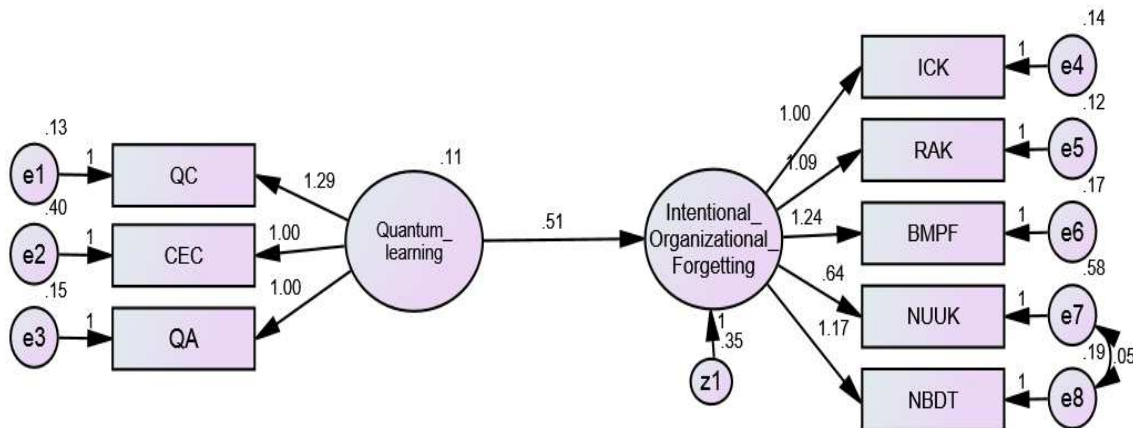 .13
e1
1
QC
1.29
.40
e2
1
CEC
1.00
.15
e3
1
QA
1.00
.11
Quantum_
learning
.51
Intentional_
Organizational_
Forgetting
1
.35
z1
1.00
ICK
1
.14
e4
1.09
RAK
1
.12
e5
1.24
BMPF
1
.17
e6
.64
NUUK
1
.58
e7
1.17
NBDT
1
.19
e8
.05